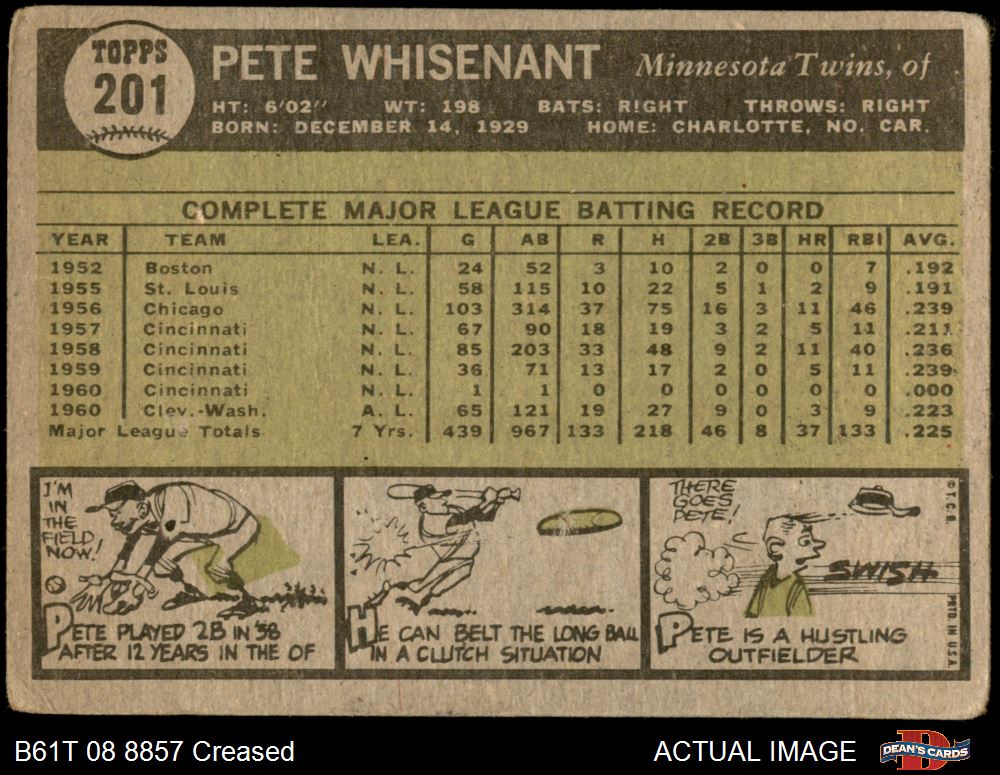 TOPPS
201
PETE WHISENANT Minnesota Twins, of
HT: 6'02" WT: 198 BATS: RIGHT THROWS: RIGHT
BORN: DECEMBER 14, 1929 HOME: CHARLOTTE, NO. CAR.
COMPLETE MAJOR LEAGUE BATTING RECORD
YEAR TEAM LEA. G AB R H 2B 3B HR RBI AVG.
1952 Boston N. L. 24 52 3 10 2 0 0 7 .192
1955 St. Louis N. L. 58 115 10 22 5 1 2 9 .191
1956 Chicago N. L. 103 314 37 75 16 3 11 46 .239
1957 Cincinnati N. L. 67 90 18 19 3 2 5 11 .211
1958 Cincinnati N. L. 85 203 33 48 9 2 11 40 .236
1959 Cincinnati N. L. 36 71 13 17 2 0 5 11 .239
1960 Cincinnati N. L. 1 1 0 0 0 0 0 0 .000
1960 Clev.-Wash. A. L. 65 121 19 27 9 0 3 9 .223
Major League Totals 7 Yrs. 439 967 133 218 46 8 37 133 .225
I'M
IN
THE
FIELD
NOW!
PETE PLAYED 2B IN '58
AFTER 12 YEARS IN THE OF
HE CAN BELT THE LONG BALL
IN A CLUTCH SITUATION
THERE
GOES
PETE!
SWISH
PETE IS A HUSTLING
OUTFIELDER
© T. C. G.
PRTD. IN U.S.A.
B61T 08 8857 Creased
ACTUAL IMAGE
DEAN'S CARDS